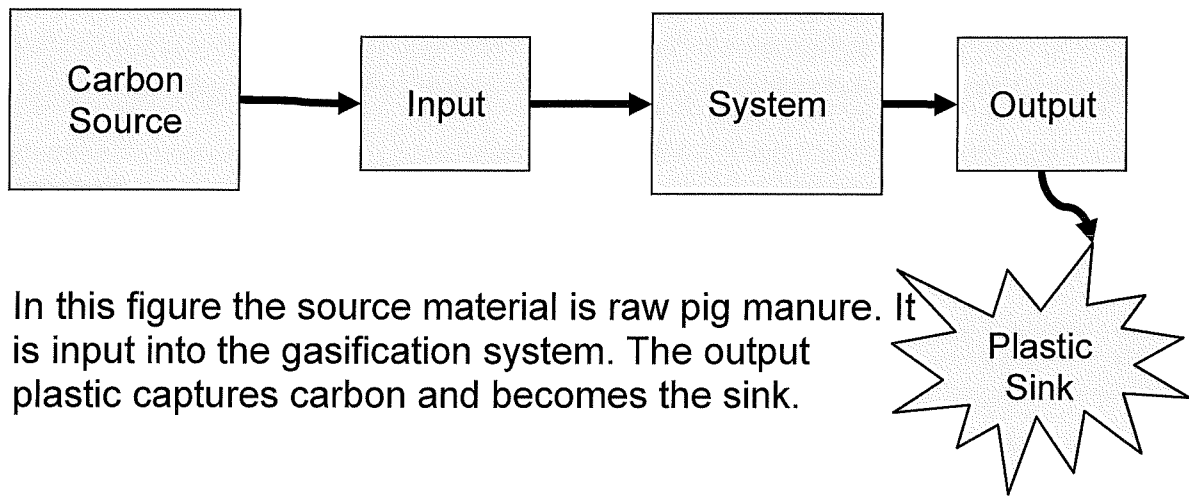 Carbon
Source
Input
System
Output
In this figure the source material is raw pig manure. It
is input into the gasification system. The output
plastic captures carbon and becomes the sink.
Plastic
Sink